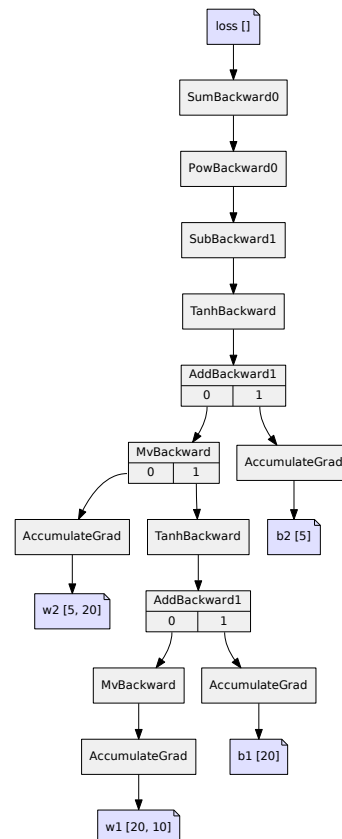 loss []
SumBackward0
PowBackward0
SubBackward1
TanhBackward
AddBackward1
0 1
MvBackward
0 1
AccumulateGrad
AccumulateGrad
TanhBackward
b2 [5]
w2 [5, 20]
AddBackward1
0 1
MvBackward
AccumulateGrad
AccumulateGrad
b1 [20]
w1 [20, 10]